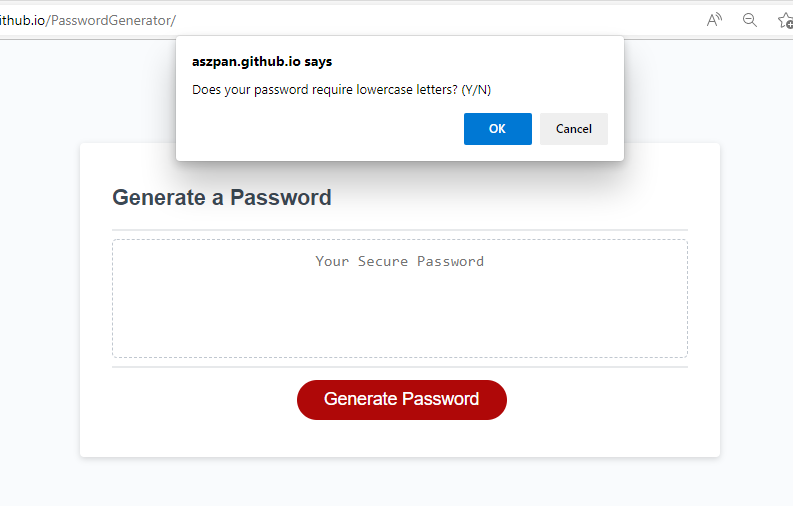 ithub.io/PasswordGenerator/
aszpan.github.io says
Does your password require lowercase letters? (Y/N)
OK
Cancel
Generate a Password
Your Secure Password
Generate Password